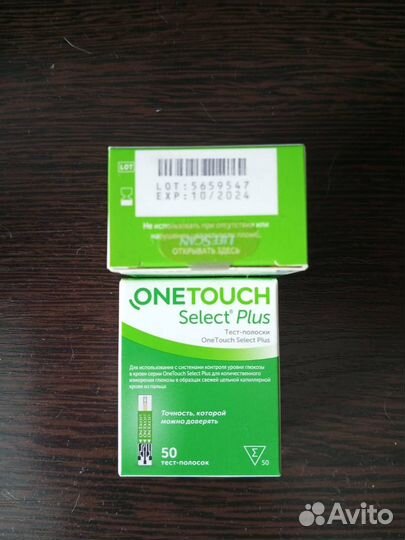 LOT
LOT:5659547
EXP:10/2024
Не использовать при отсутствии или
LIFESCAN
ОТКРЫВАТЬ ЗДЕСЬ
ONETOUCH
Select® Plus
Тест-полоски
OneTouch Select Plus
Для использования с системами контроля уровня глюкозы
в крови серии OneTouch Select Plus для количественного
измерения глюкозы в образцах свежей цельной капиллярной
крови из пальца
Точность, которой
можно доверять
50
тест-полосок
Σ
50
Avito